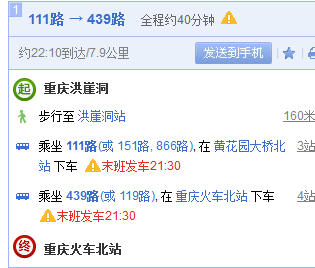 1
111路 → 439路 全程约40分钟
约22:10到达/7.9公里 发送到手机
起 重庆洪崖洞
步行至 洪崖洞站 160米
乘坐 111路(或 151路, 866路), 在 黄花园大桥北 3站
站 下车 末班发车21:30
乘坐 439路(或 119路), 在 重庆火车北站 下车 4站
末班发车21:30
终 重庆火车北站